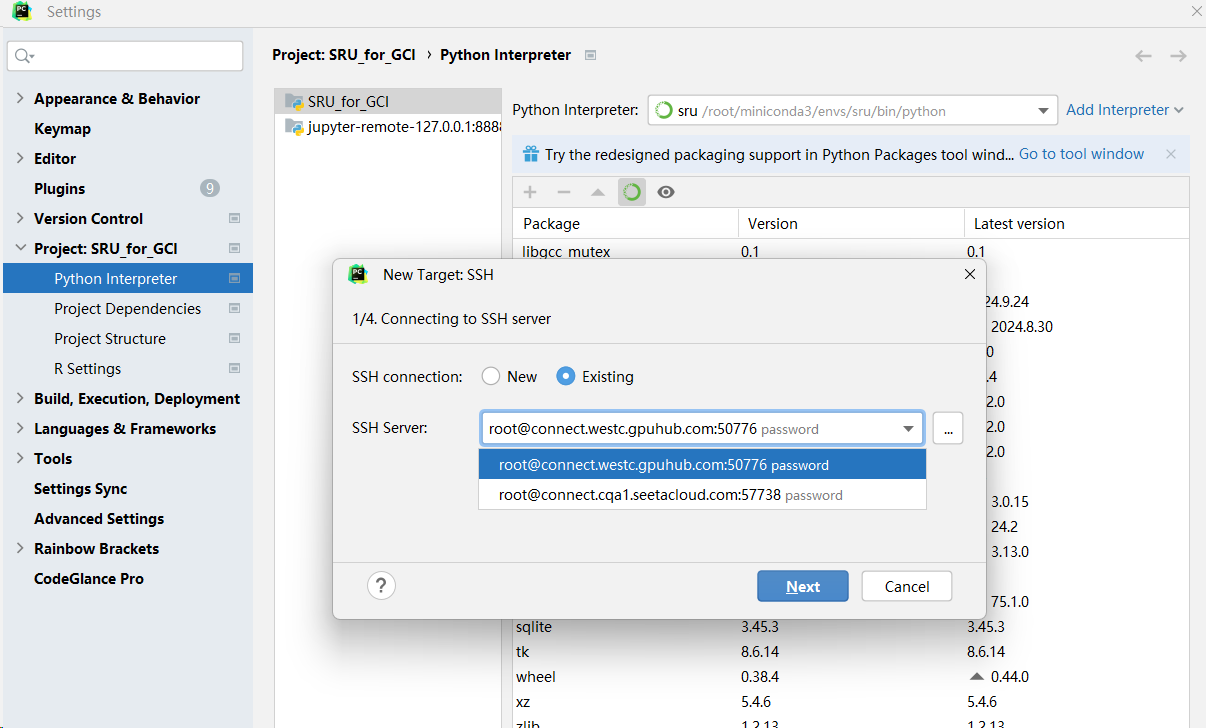 Settings
Project: SRU_for_GCI › Python Interpreter
Appearance & Behavior
Keymap
Editor
Plugins 9
Version Control
Project: SRU_for_GCI
Python Interpreter
Project Dependencies
Project Structure
R Settings
Build, Execution, Deployment
Languages & Frameworks
Tools
Settings Sync
Advanced Settings
Rainbow Brackets
CodeGlance Pro
SRU_for_GCI
jupyter-remote-127.0.0.1:8888
Python Interpreter: sru /root/miniconda3/envs/sru/bin/python Add Interpreter
Try the redesigned packaging support in Python Packages tool wind... Go to tool window
Package Version Latest version
libgcc_mutex 0.1 0.1
24.9.24
2024.8.30
0
.4
2.0
2.0
2.0
3.0.15
24.2
3.13.0
75.1.0
sqlite 3.45.3 3.45.3
tk 8.6.14 8.6.14
wheel 0.38.4 0.44.0
xz 5.4.6 5.4.6
zlib 1.2.13 1.2.13
New Target: SSH
1/4. Connecting to SSH server
SSH connection: New Existing
SSH Server: root@connect.westc.gpuhub.com:50776 password ...
root@connect.westc.gpuhub.com:50776 password
root@connect.cqa1.seetacloud.com:57738 password
? Next Cancel